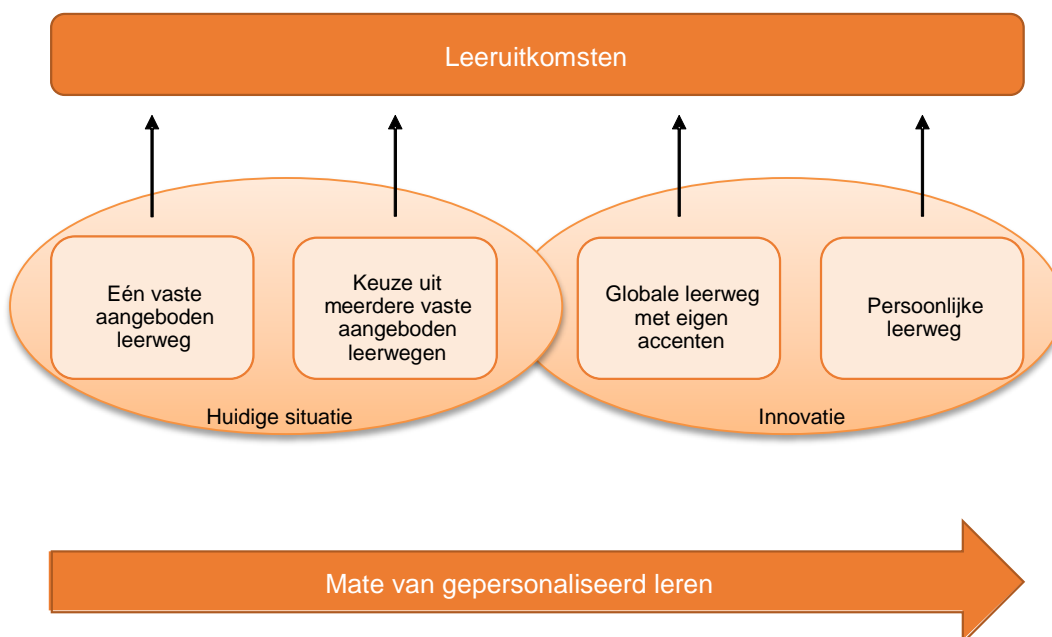 Leeruitkomsten
Eén vaste
aangeboden
leerweg
Keuze uit
meerdere vaste
aangeboden
leerwegen
Globale leerweg
met eigen
accenten
Persoonlijke
leerweg
Huidige situatie
Innovatie
Mate van gepersonaliseerd leren